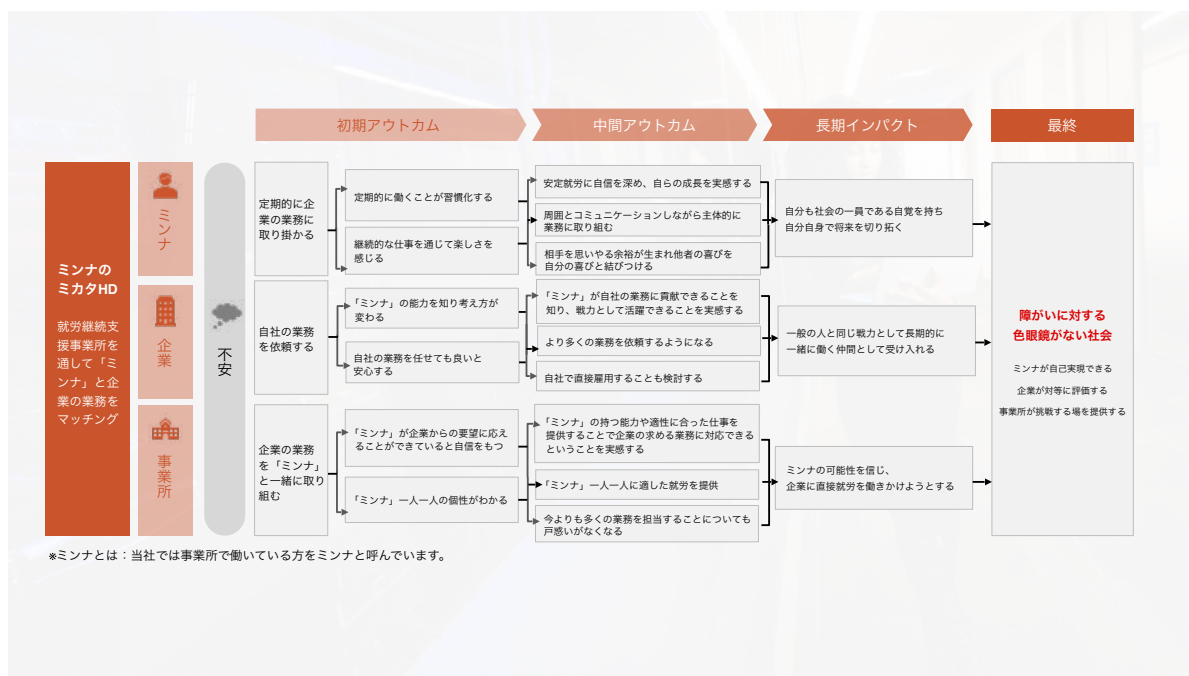 初期アウトカム
中間アウトカム
長期インパクト
最終
ミンナの
ミカタHD
就労継続支
援事業所を
通して「ミ
ンナ」と企
業の業務を
マッチング
ミンナ
企業
事業所
不安
定期的に企
業の業務に
取り掛かる
定期的に働くことが習慣化する
継続的な仕事を通じて楽しさを
感じる
安定就労に自信を深め、自らの成長を実感する
周囲とコミュニケーションしながら主体的に
業務に取り組む
相手を思いやる余裕が生まれ他者の喜びを
自分の喜びと結びつける
自分も社会の一員である自覚を持ち
自分自身で将来を切り拓く
自社の業務
を依頼する
「ミンナ」の能力を知り考え方が
変わる
自社の業務を任せても良いと
安心する
「ミンナ」が自社の業務に貢献できることを
知り、戦力として活躍できることを実感する
より多くの業務を依頼するようになる
自社で直接雇用することも検討する
一般の人と同じ戦力として長期的に
一緒に働く仲間として受け入れる
企業の業務
を「ミンナ」
と一緒に取り
組む
「ミンナ」が企業からの要望に応え
ることができていると自信をもつ
「ミンナ」一人一人の個性がわかる
「ミンナ」の持つ能力や適性に合った仕事を
提供することで企業の求める業務に対応できる
ということを実感する
「ミンナ」一人一人に適した就労を提供
今よりも多くの業務を担当することについても
戸惑いがなくなる
ミンナの可能性を信じ、
企業に直接就労を働きかけようとする
障がいに対する
色眼鏡がない社会
ミンナが自己実現できる
企業が対等に評価する
事業所が挑戦する場を提供する
※ミンナとは：当社では事業所で働いている方をミンナと呼んでいます。